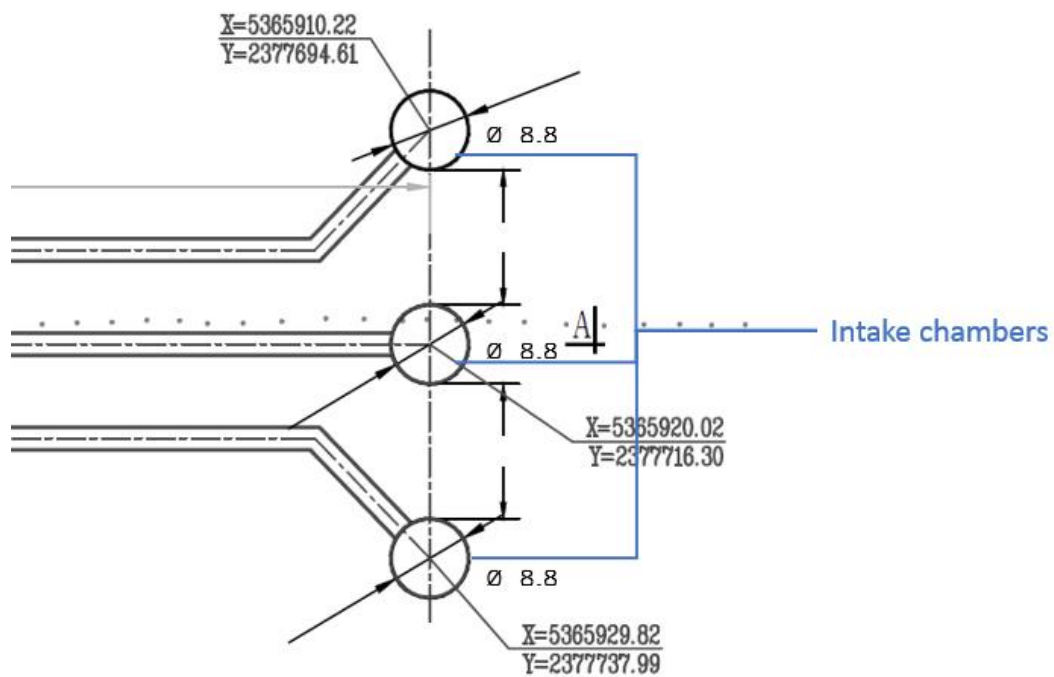 X=5365910.22
Y=2377694.61
Ø 8.8
A
Intake chambers
Ø 8.8
X=5365920.02
Y=2377716.30
Ø 8.8
X=5365929.82
Y=2377737.99